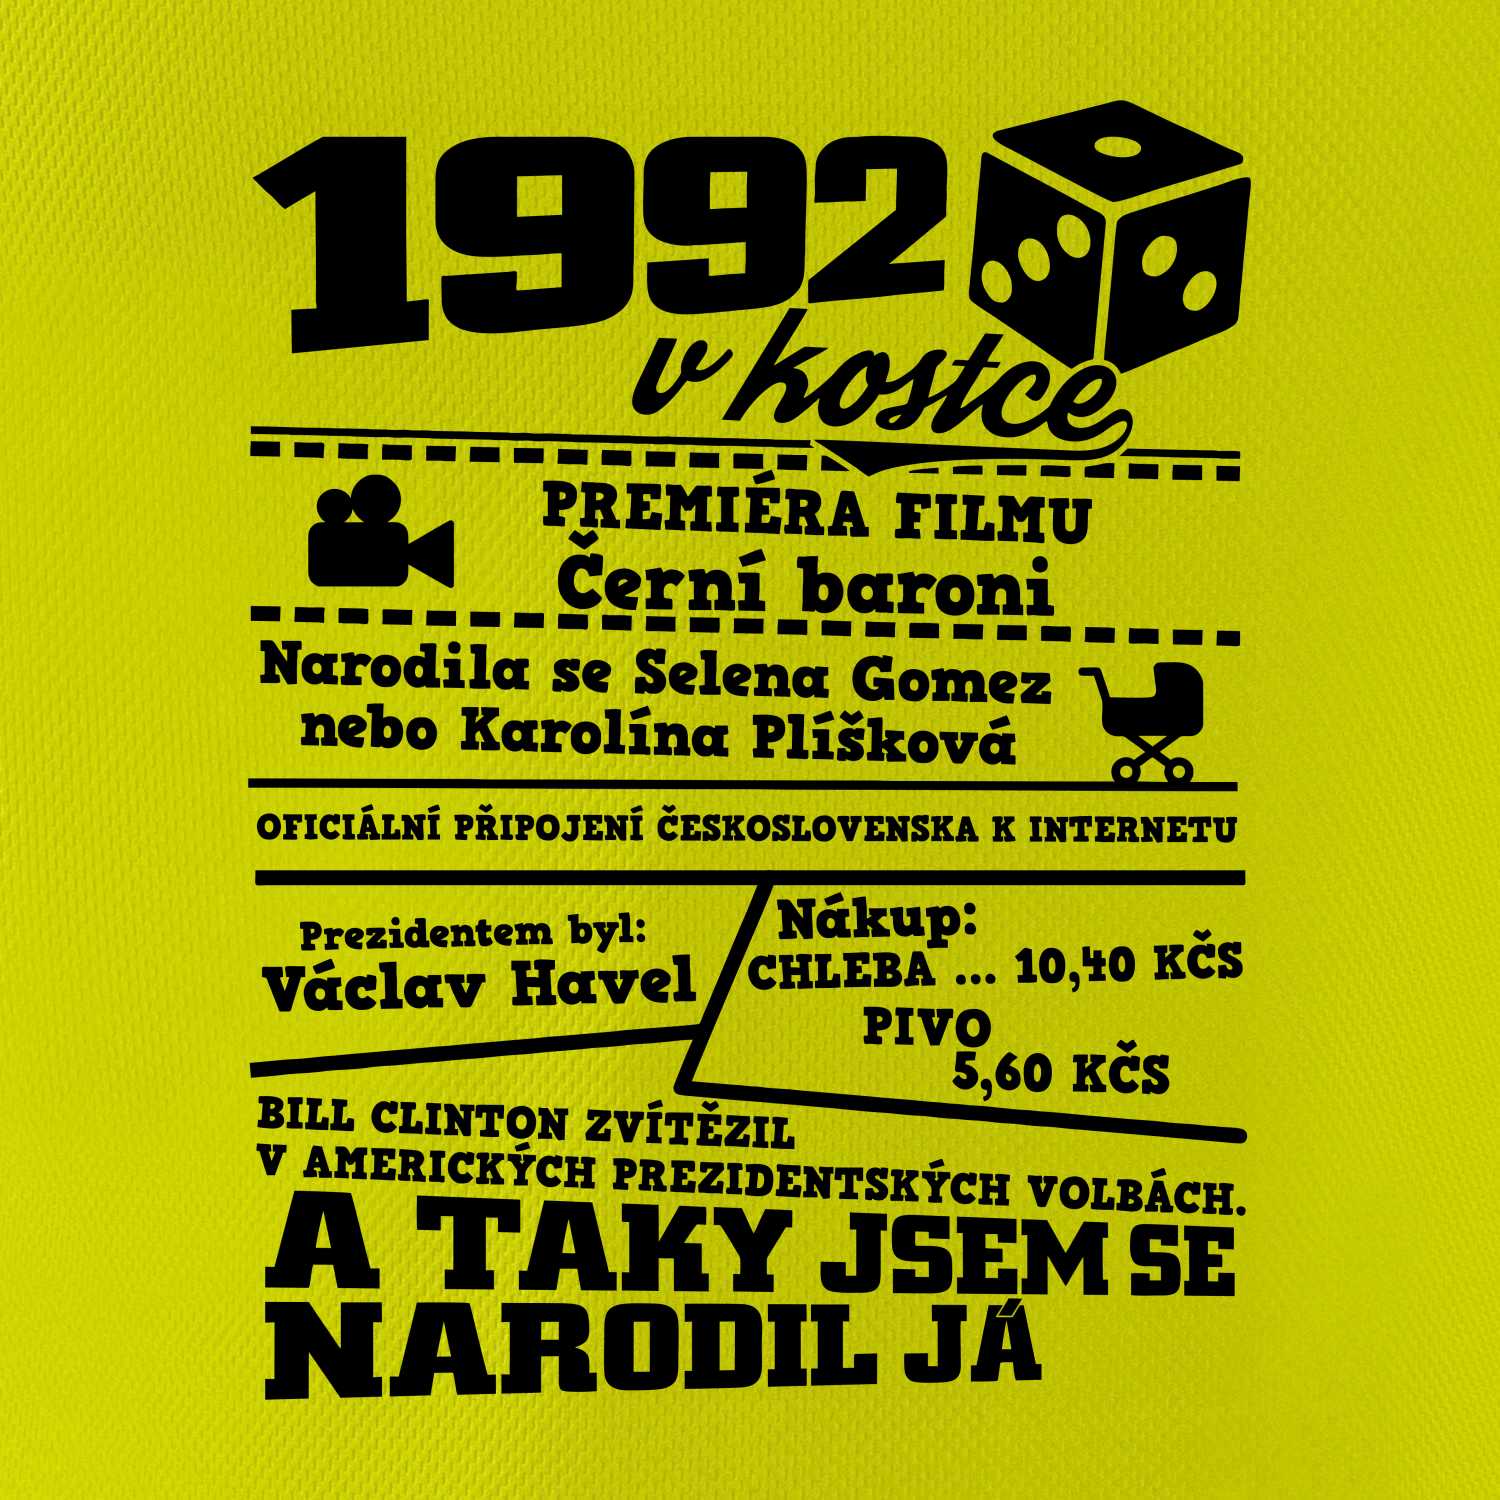 1992
v kostce
PREMIÉRA FILMU
Černí baroni
Narodila se Selena Gomez
nebo Karolína Plíšková
OFICIÁLNÍ PŘIPOJENÍ ČESKOSLOVENSKA K INTERNETU
Prezidentem byl:
Václav Havel
Nákup:
CHLEBA ... 10,40 KČS
PIVO
5,60 KČS
BILL CLINTON ZVÍTĚZIL
V AMERICKÝCH PREZIDENTSKÝCH VOLBÁCH.
A TAKY JSEM SE
NARODIL JÁ